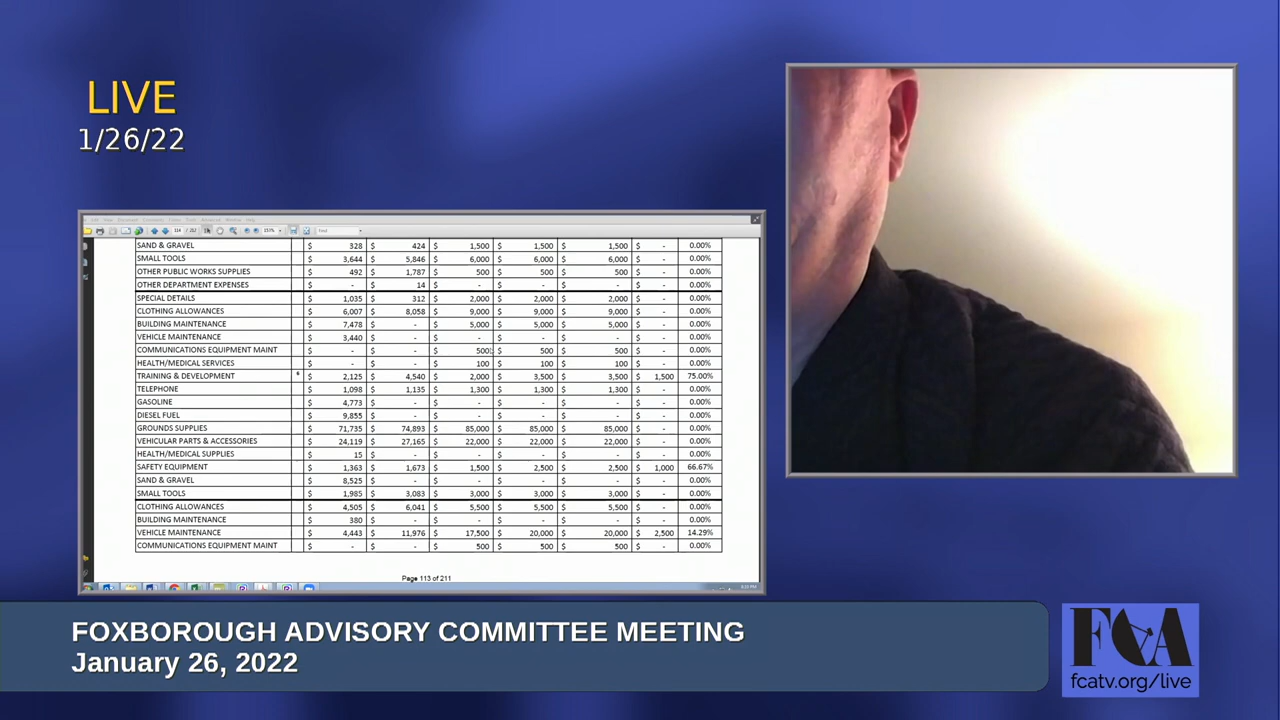 LIVE
1/26/22
SAND & GRAVEL $ 328 $ 424 $ 1,500 $ 1,500 $ 1,500 $ - 0.00%
SMALL TOOLS $ 3,644 $ 5,846 $ 6,000 $ 6,000 $ 6,000 $ - 0.00%
OTHER PUBLIC WORKS SUPPLIES $ 492 $ 1,787 $ 500 $ 500 $ 500 $ - 0.00%
OTHER DEPARTMENT EXPENSES $ - $ 14 $ - $ - $ - $ - 0.00%
SPECIAL DETAILS $ 1,035 $ 312 $ 2,000 $ 2,000 $ 2,000 $ - 0.00%
CLOTHING ALLOWANCES $ 6,007 $ 8,058 $ 9,000 $ 9,000 $ 9,000 $ - 0.00%
BUILDING MAINTENANCE $ 7,478 $ - $ 5,000 $ 5,000 $ 5,000 $ - 0.00%
VEHICLE MAINTENANCE $ 3,440 $ - $ - $ - $ - $ - 0.00%
COMMUNICATIONS EQUIPMENT MAINT $ - $ - $ 500 $ 500 $ 500 $ - 0.00%
HEALTH/MEDICAL SERVICES $ - $ - $ 100 $ 100 $ 100 $ - 0.00%
TRAINING & DEVELOPMENT $ 2,125 $ 4,540 $ 2,000 $ 3,500 $ 3,500 $ 1,500 75.00%
TELEPHONE $ 1,098 $ 1,135 $ 1,300 $ 1,300 $ 1,300 $ - 0.00%
GASOLINE $ 4,773 $ - $ - $ - $ - $ - 0.00%
DIESEL FUEL $ 9,855 $ - $ - $ - $ - $ - 0.00%
GROUNDS SUPPLIES $ 71,735 $ 74,893 $ 85,000 $ 85,000 $ 85,000 $ - 0.00%
VEHICULAR PARTS & ACCESSORIES $ 24,119 $ 27,165 $ 22,000 $ 22,000 $ 22,000 $ - 0.00%
HEALTH/MEDICAL SUPPLIES $ 15 $ - $ - $ - $ - $ - 0.00%
SAFETY EQUIPMENT $ 1,363 $ 1,673 $ 1,500 $ 2,500 $ 2,500 $ 1,000 66.67%
SAND & GRAVEL $ 8,525 $ - $ - $ - $ - $ - 0.00%
SMALL TOOLS $ 1,985 $ 3,083 $ 3,000 $ 3,000 $ 3,000 $ - 0.00%
CLOTHING ALLOWANCES $ 4,505 $ 6,041 $ 5,500 $ 5,500 $ 5,500 $ - 0.00%
BUILDING MAINTENANCE $ 380 $ - $ - $ - $ - $ - 0.00%
VEHICLE MAINTENANCE $ 4,443 $ 11,976 $ 17,500 $ 20,000 $ 20,000 $ 2,500 14.29%
COMMUNICATIONS EQUIPMENT MAINT $ - $ - $ 500 $ 500 $ 500 $ - 0.00%
Page 113 of 211
FOXBOROUGH ADVISORY COMMITTEE MEETING
January 26, 2022
FCA
fcatv.org/live